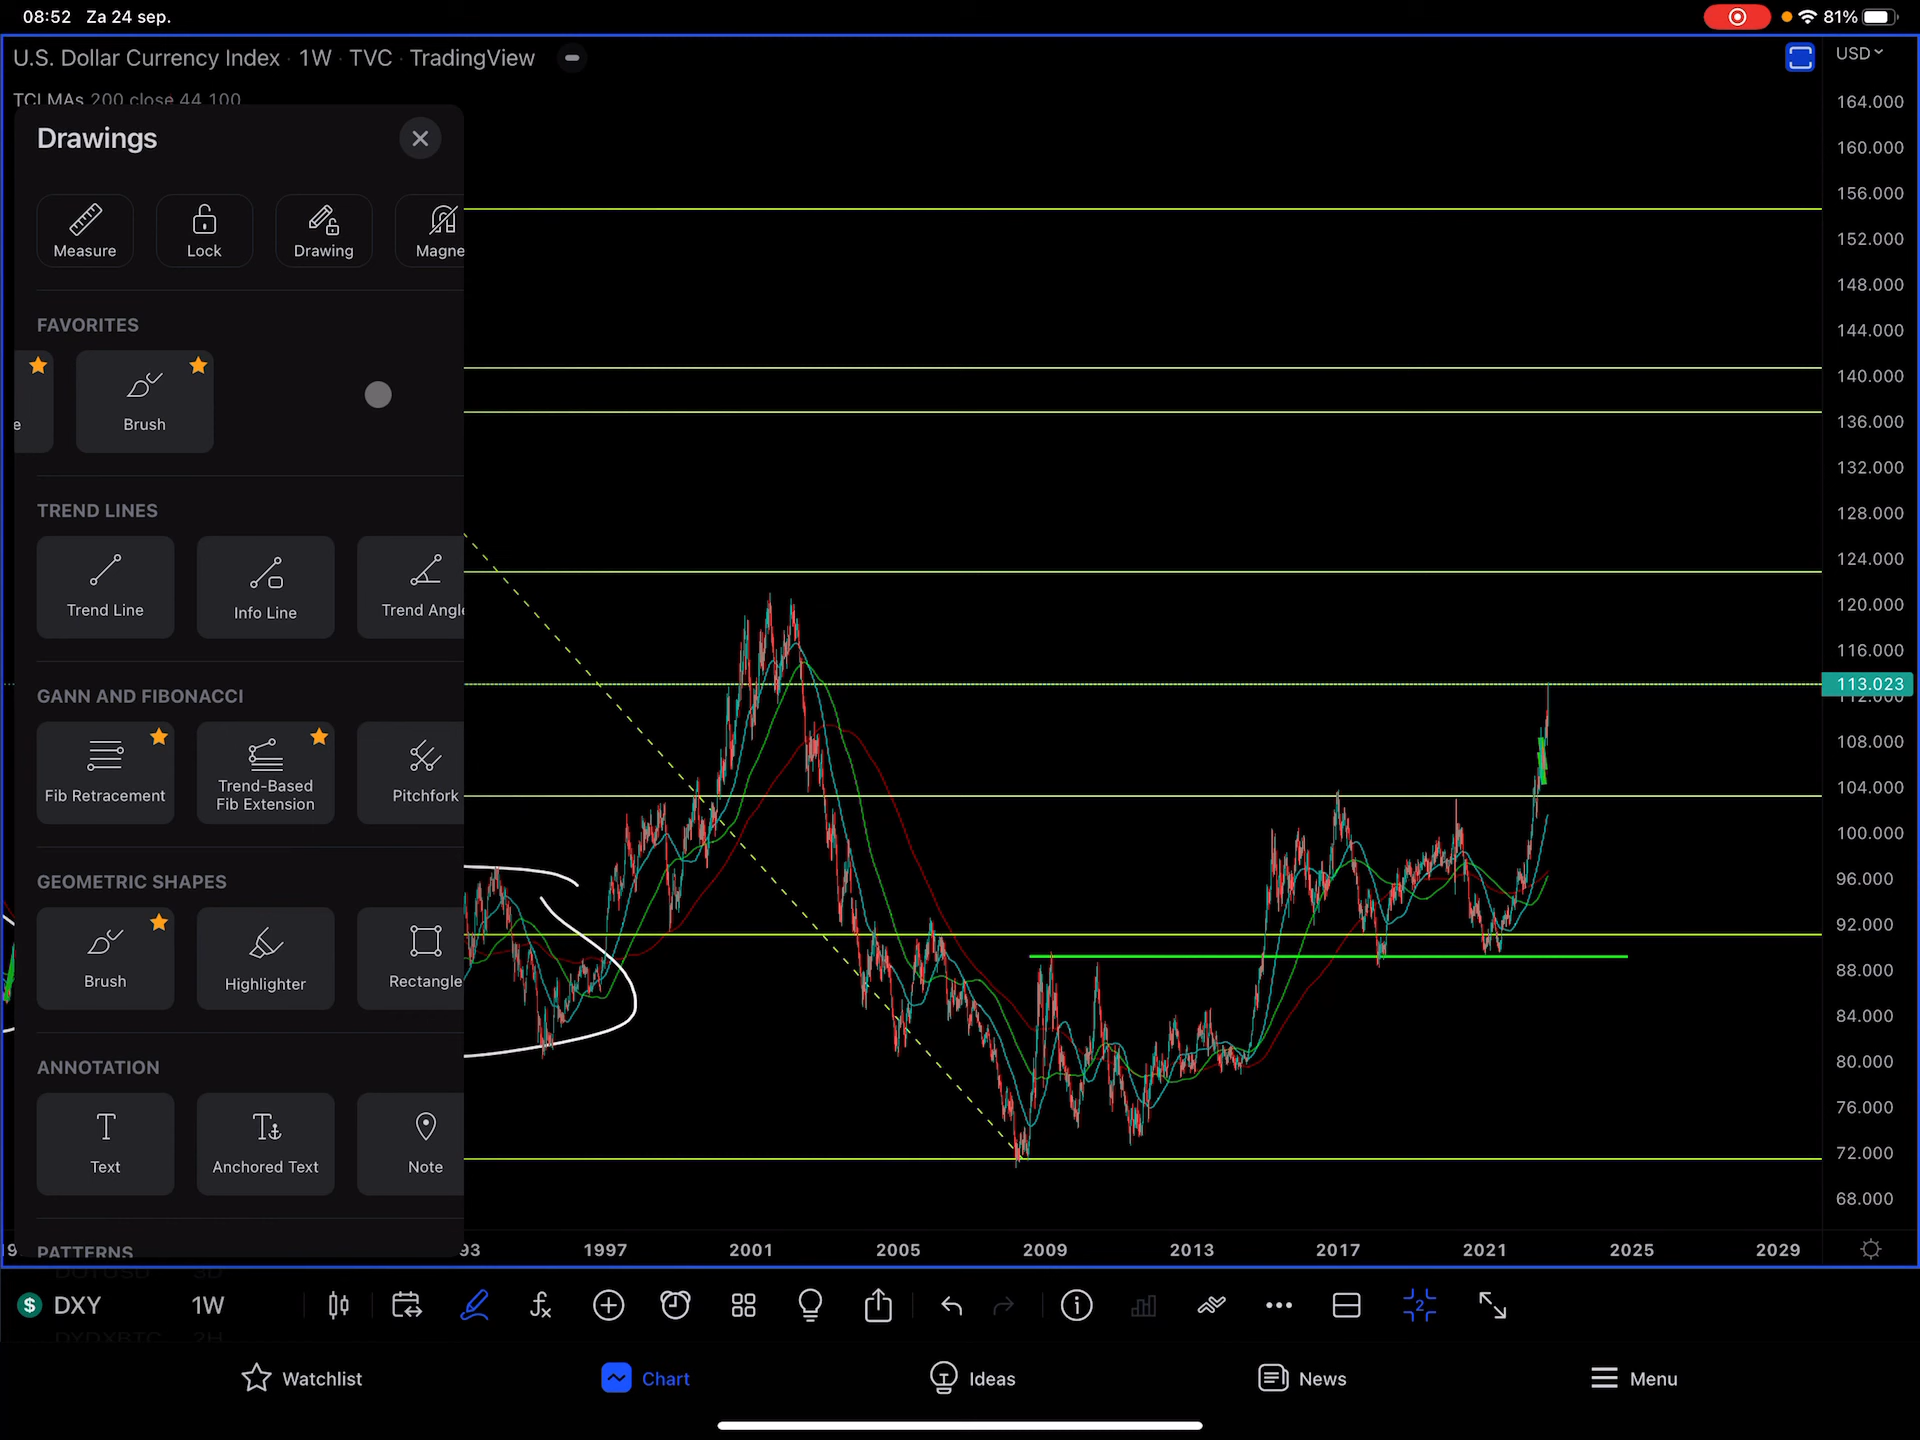 08:52 Za 24 sep.
81%
U.S. Dollar Currency Index · 1W · TVC · TradingView
USD
TCI MAs 200 close 44 100
Drawings
Measure
Lock
Drawing
Magne
FAVORITES
e
Brush
TREND LINES
Trend Line
Info Line
Trend Angle
GANN AND FIBONACCI
Fib Retracement
Trend-Based
Fib Extension
Pitchfork
GEOMETRIC SHAPES
Brush
Highlighter
Rectangle
ANNOTATION
Text
Anchored Text
Note
PATTERNS
164.000
160.000
156.000
152.000
148.000
144.000
140.000
136.000
132.000
128.000
124.000
120.000
116.000
113.023
112.000
108.000
104.000
100.000
96.000
92.000
88.000
84.000
80.000
76.000
72.000
68.000
19
93
1997
2001
2005
2009
2013
2017
2021
2025
2029
DXY
1W
2
DYDXBTC 2H
Watchlist
Chart
Ideas
News
Menu